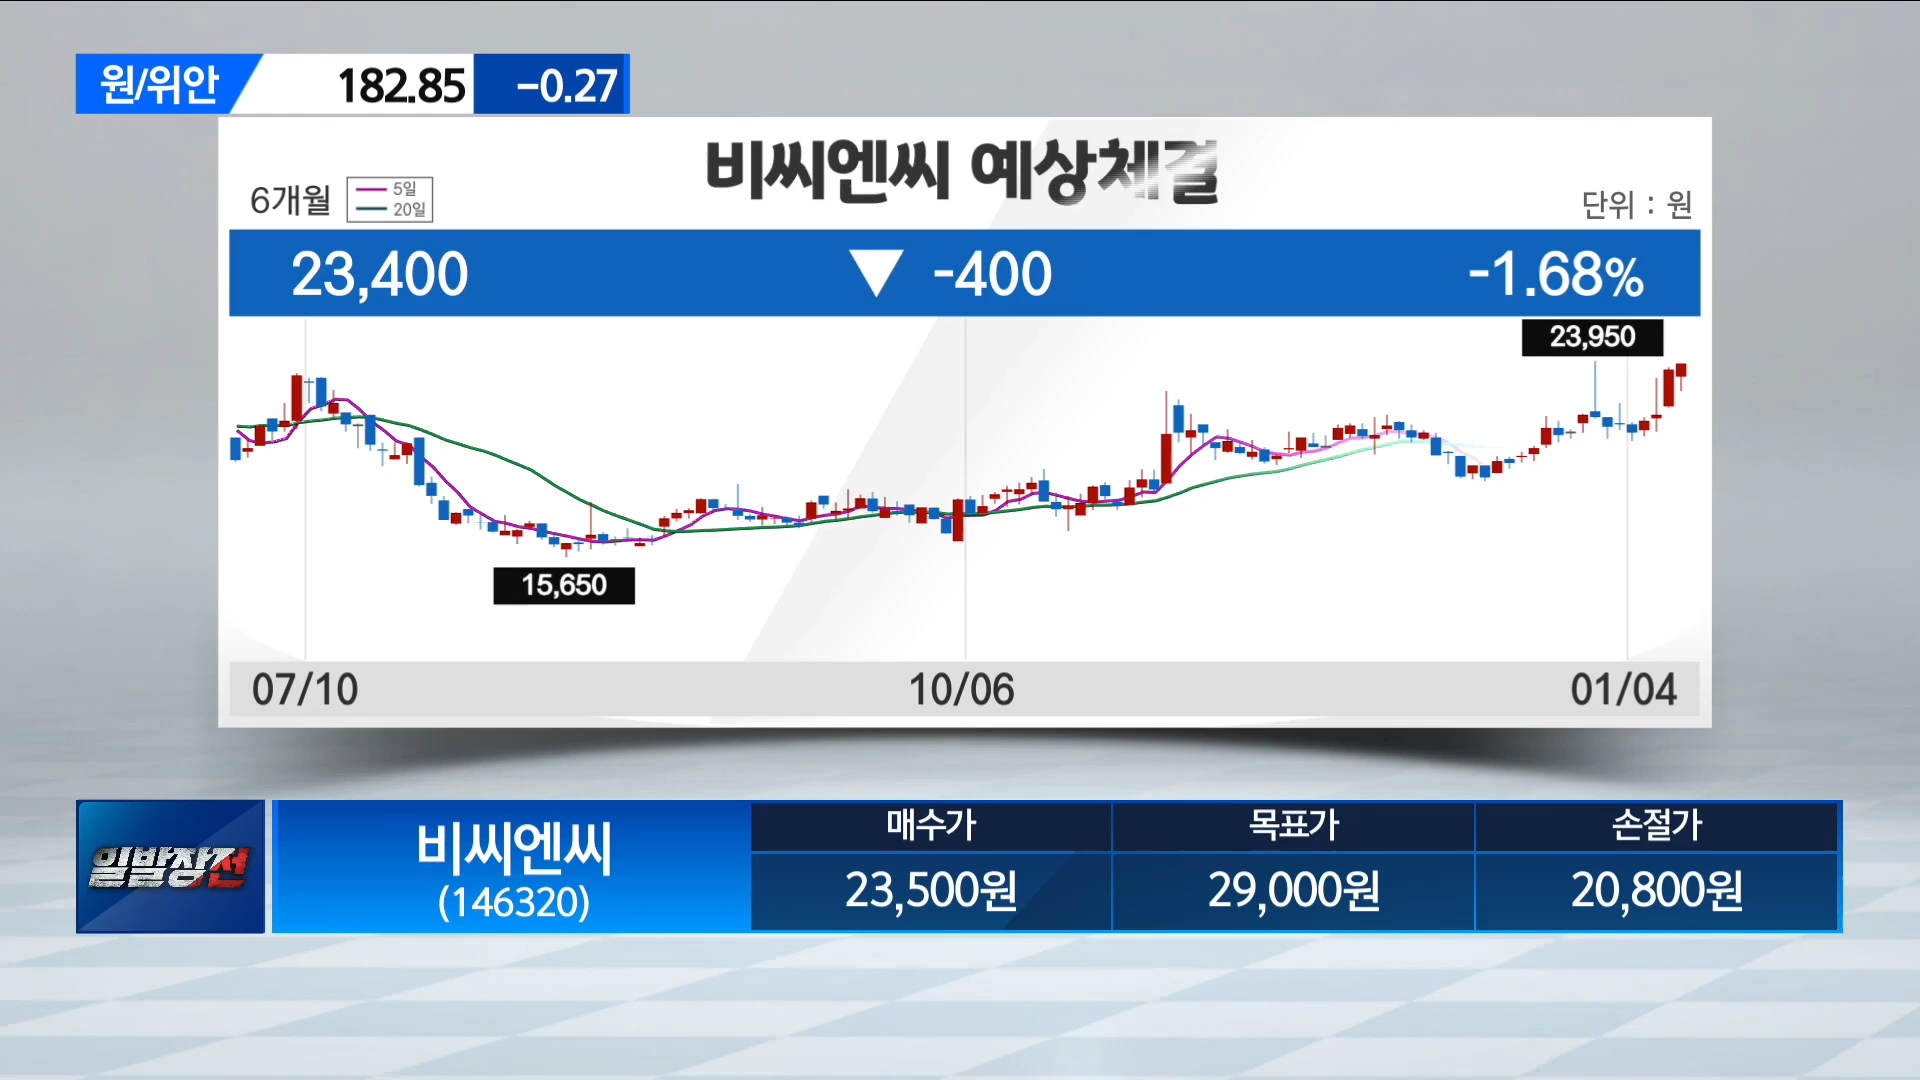 원/위안 182.85 -0.27
비씨엔씨 예상체결
6개월
5일
20일
단위 : 원
23,400 ▼ -400 -1.68%
23,950
15,650
07/10 10/06 01/04
일발장전
비씨엔씨
(146320)
매수가 목표가 손절가
23,500원 29,000원 20,800원